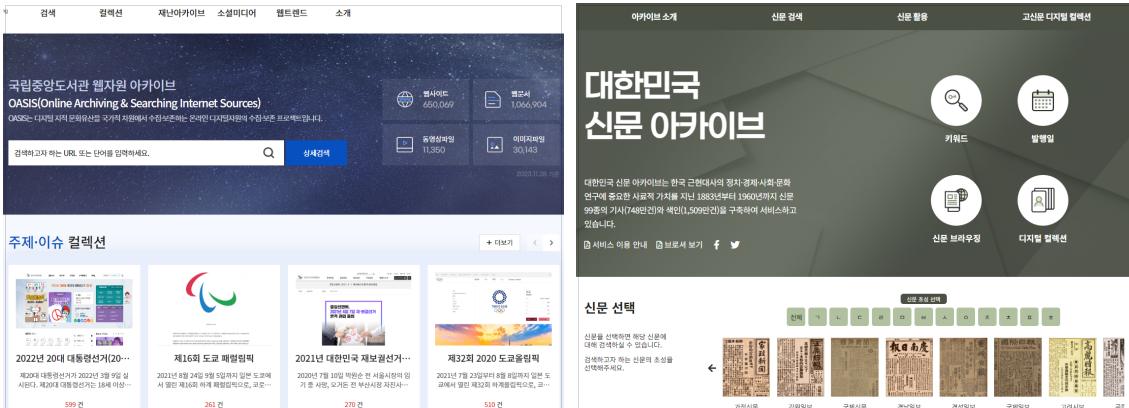 검색 컬렉션 재난아카이브 소셜미디어 웹트렌드 소개
국립중앙도서관 웹자원 아카이브
OASIS(Online Archiving & Searching Internet Sources)
OASIS는 디지털 지적 문화유산을 국가적 차원에서 수집·보존하는 온라인 디지털자원의 수집·보존 프로젝트입니다.
검색하고자 하는 URL 또는 단어를 입력하세요.
상세검색
웹사이트
650,069
웹문서
1,066,904
동영상파일
11,350
이미지파일
30,143
2023.11.28 기준
주제·이슈 컬렉션
+ 더보기
2022년 20대 대통령선거(20…
제20대 대통령선거가 2022년 3월 9일 실
시된다. 제20대 대통령선거는 18세 이상…
599 건
제16회 도쿄 패럴림픽
2021년 8월 24일 9월 5일까지 일본 도쿄에
서 열린 제16회 하계 패럴림픽으로, 코로…
261 건
2021년 대한민국 재보궐선거…
2020년 7월 10일 박원순 전 서울시장의 임
기 중 사망, 오거돈 전 부산시장 자진사…
270 건
제32회 2020 도쿄올림픽
2021년 7월 23일부터 8월 8일까지 일본 도
쿄에서 열린 제32회 하계올림픽으로, 코…
510 건
아카이브 소개 신문 검색 신문 활용 고신문 디지털 컬렉션
대한민국
신문 아카이브
대한민국 신문 아카이브는 한국 근현대사의 정치·경제·사회·문화
연구에 중요한 사료적 가치를 지닌 1883년부터 1960년까지 신문
99종의 기사(748만건)와 색인(1,509만건)을 구축하여 서비스하고
있습니다.
서비스 이용 안내 브로셔 보기
키워드
발행일
신문 브라우징
디지털 컬렉션
신문 선택
신문을 선택하면 해당 신문에
대해 검색하실 수 있습니다.
검색하고자 하는 신문의 초성를
선택해주세요.
신문 초성 선택
전체 ㄱ ㄴ ㄷ ㄹ ㅁ ㅂ ㅅ ㅇ ㅈ ㅊ ㅍ ㅎ